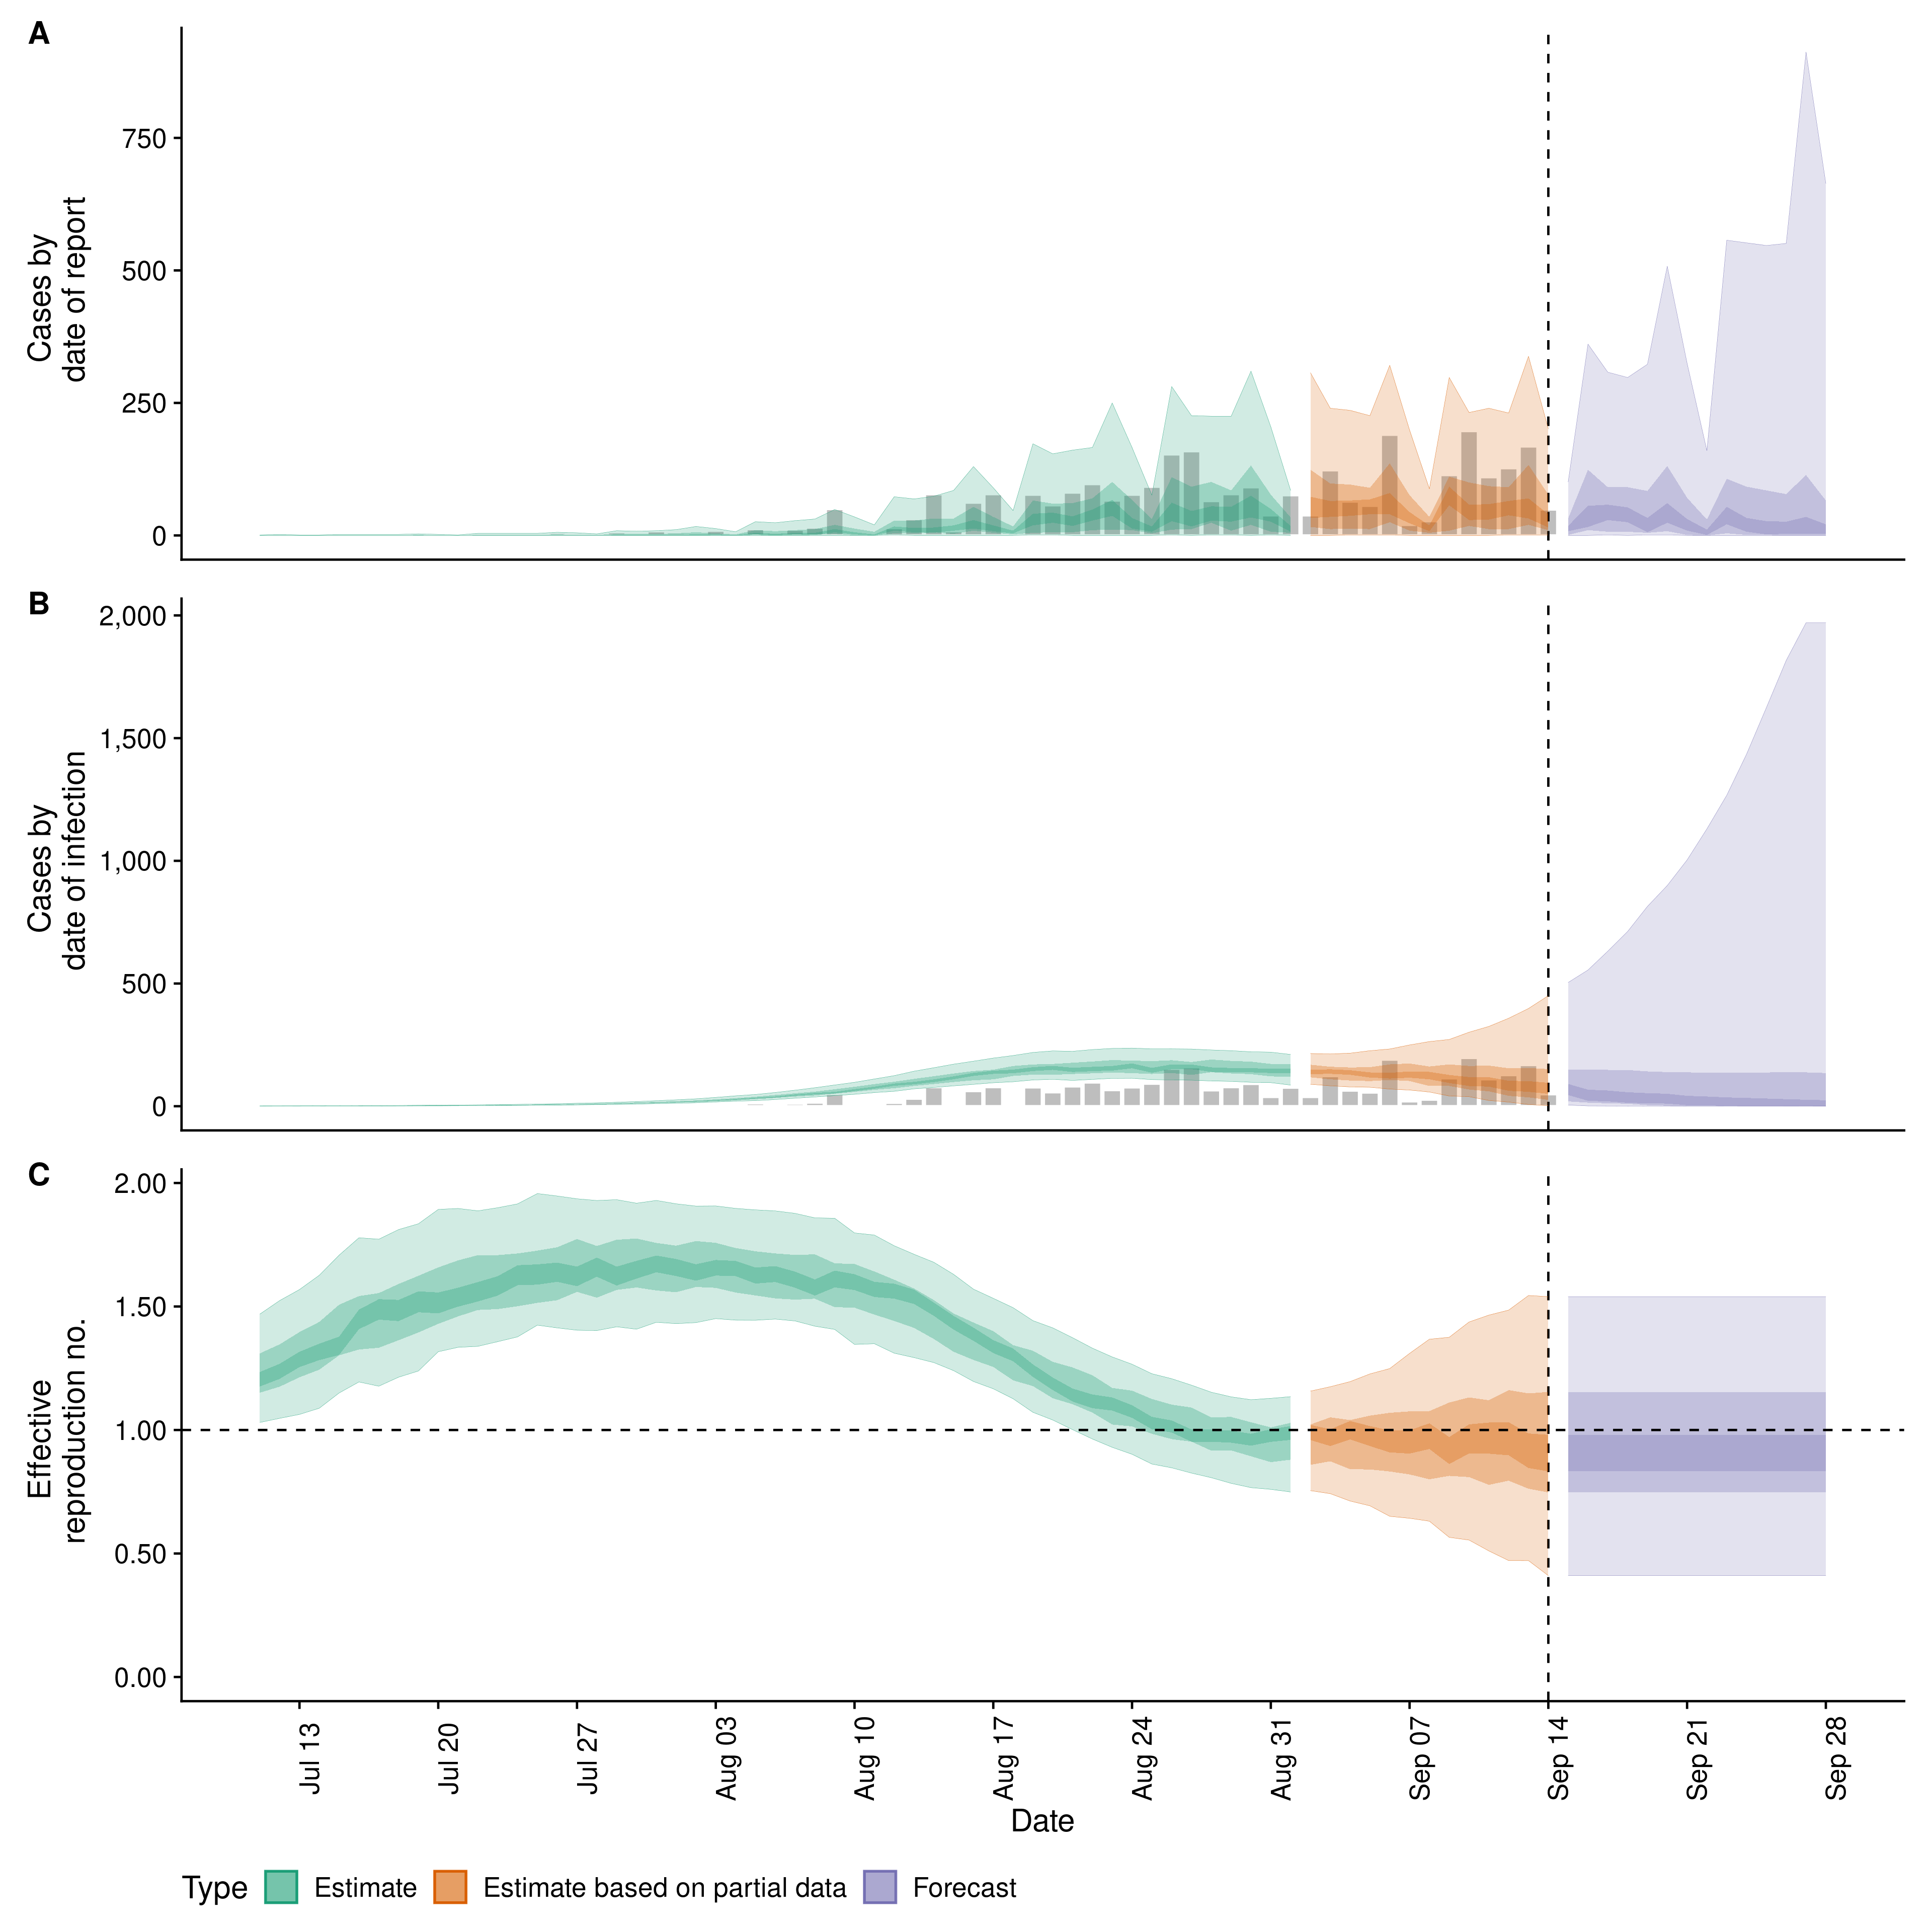 A
Cases by
date of report
750
500
250
0
B
Cases by
date of infection
2,000
1,500
1,000
500
0
C
Effective
reproduction no.
2.00
1.50
1.00
0.50
0.00
Jul 13
Jul 20
Jul 27
Aug 03
Aug 10
Aug 17
Aug 24
Aug 31
Sep 07
Sep 14
Sep 21
Sep 28
Date
Type Estimate Estimate based on partial data Forecast